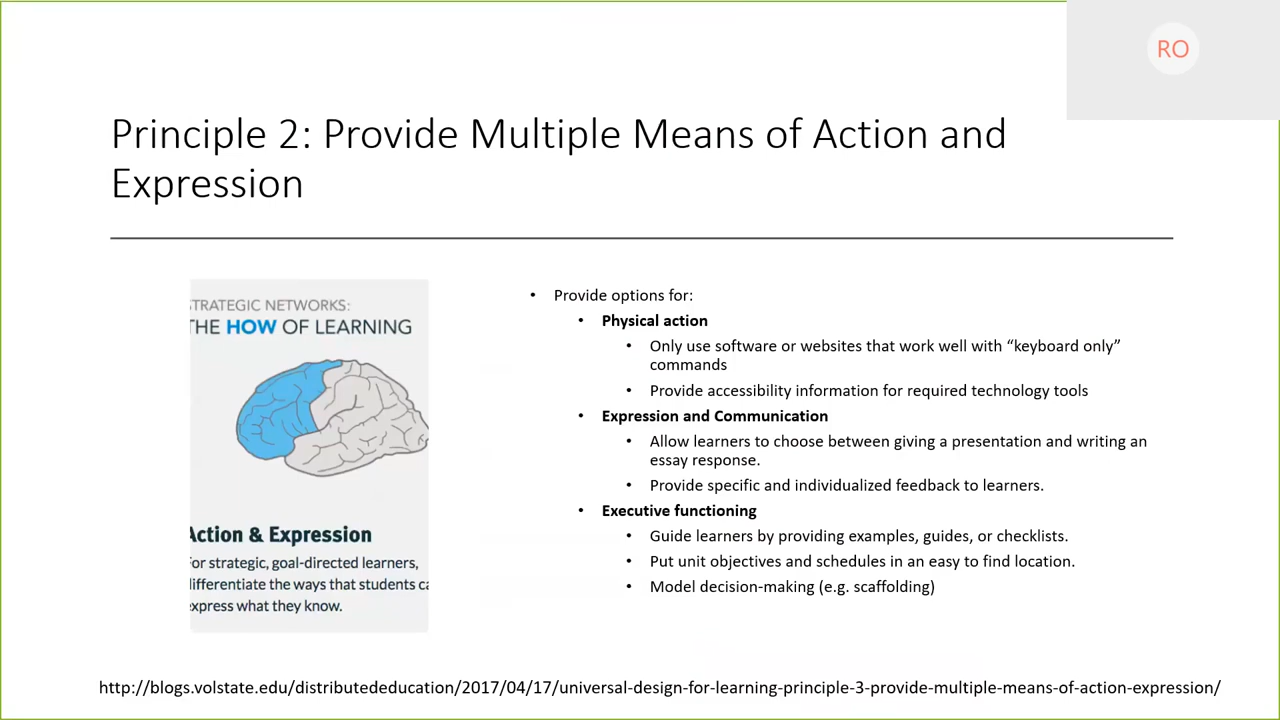 RO
Principle 2: Provide Multiple Means of Action and
Expression
TRATEGIC NETWORKS:
THE HOW OF LEARNING
Action & Expression
For strategic, goal-directed learners,
differentiate the ways that students ca
express what they know.
• Provide options for:
• Physical action
• Only use software or websites that work well with “keyboard only”
commands
• Provide accessibility information for required technology tools
• Expression and Communication
• Allow learners to choose between giving a presentation and writing an
essay response.
• Provide specific and individualized feedback to learners.
• Executive functioning
• Guide learners by providing examples, guides, or checklists.
• Put unit objectives and schedules in an easy to find location.
• Model decision-making (e.g. scaffolding)
http://blogs.volstate.edu/distributededucation/2017/04/17/universal-design-for-learning-principle-3-provide-multiple-means-of-action-expression/